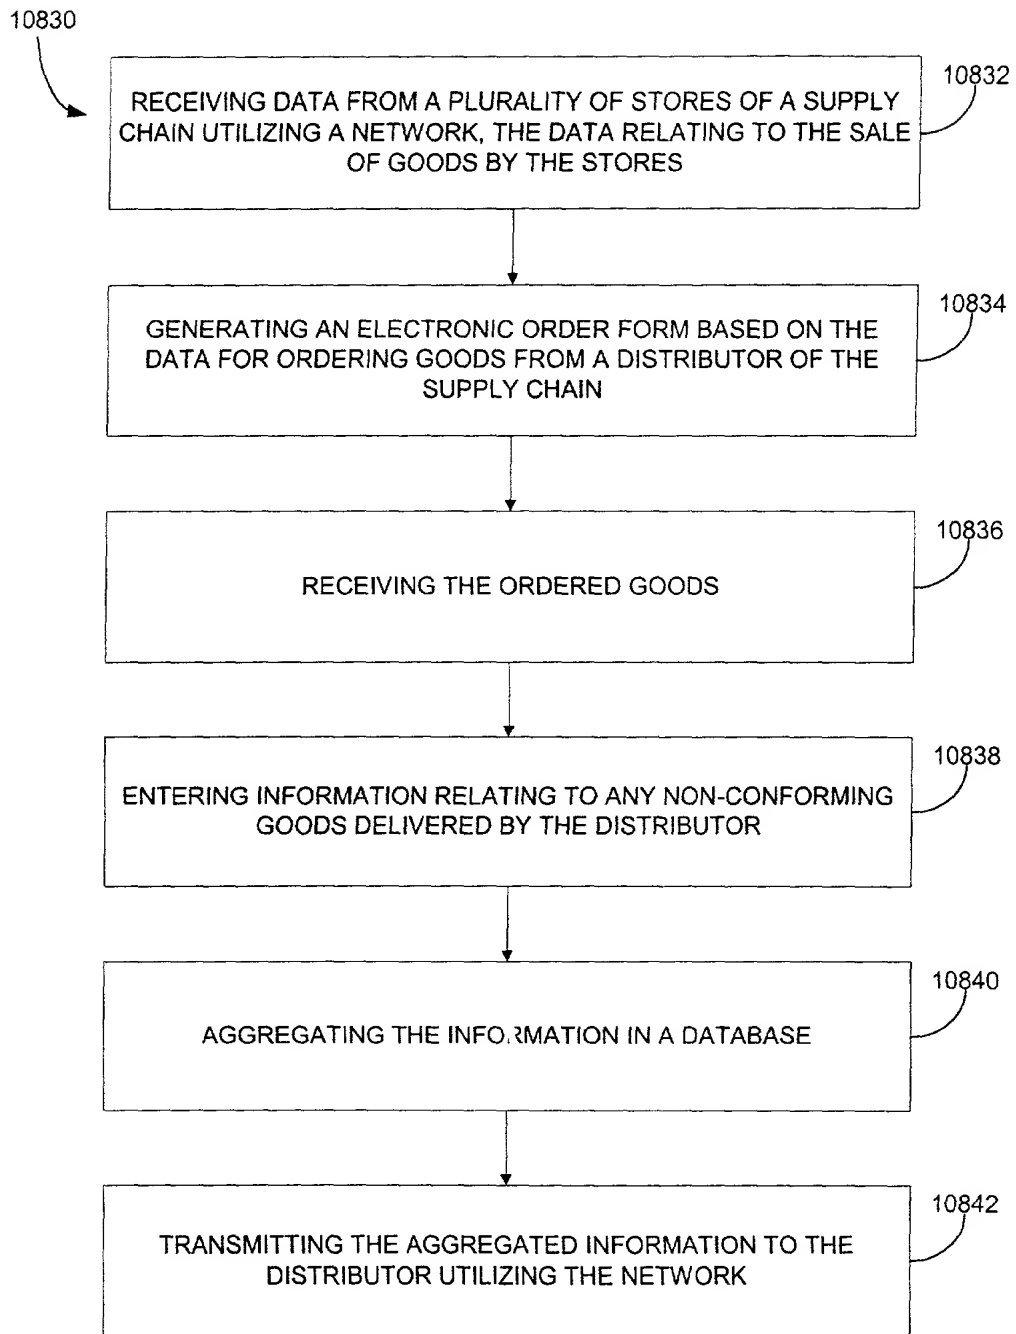 10830
10832
RECEIVING DATA FROM A PLURALITY OF STORES OF A SUPPLY
CHAIN UTILIZING A NETWORK, THE DATA RELATING TO THE SALE
OF GOODS BY THE STORES
10834
GENERATING AN ELECTRONIC ORDER FORM BASED ON THE
DATA FOR ORDERING GOODS FROM A DISTRIBUTOR OF THE
SUPPLY CHAIN
10836
RECEIVING THE ORDERED GOODS
10838
ENTERING INFORMATION RELATING TO ANY NON-CONFORMING
GOODS DELIVERED BY THE DISTRIBUTOR
10840
AGGREGATING THE INFORMATION IN A DATABASE
10842
TRANSMITTING THE AGGREGATED INFORMATION TO THE
DISTRIBUTOR UTILIZING THE NETWORK